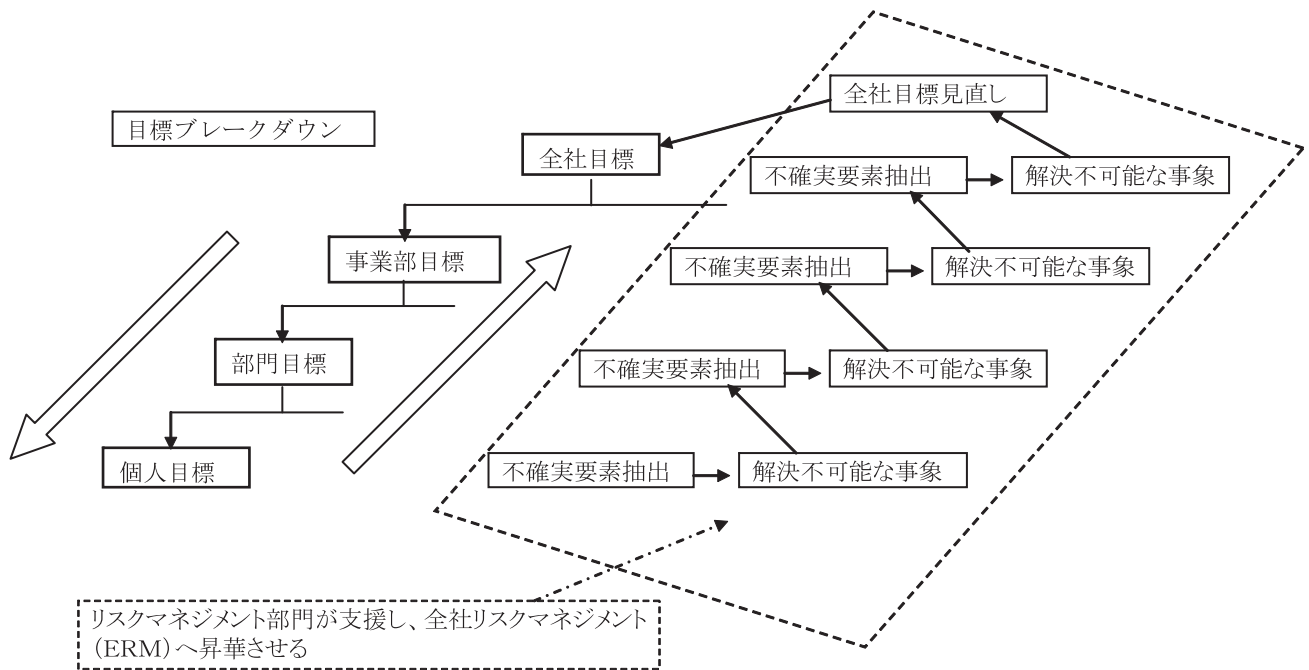 全社目標見直し
目標ブレークダウン
全社目標
不確実要素抽出
解決不可能な事象
事業部目標
不確実要素抽出
解決不可能な事象
部門目標
不確実要素抽出
解決不可能な事象
個人目標
不確実要素抽出
解決不可能な事象
リスクマネジメント部門が支援し、全社リスクマネジメント
(ERM)へ昇華させる